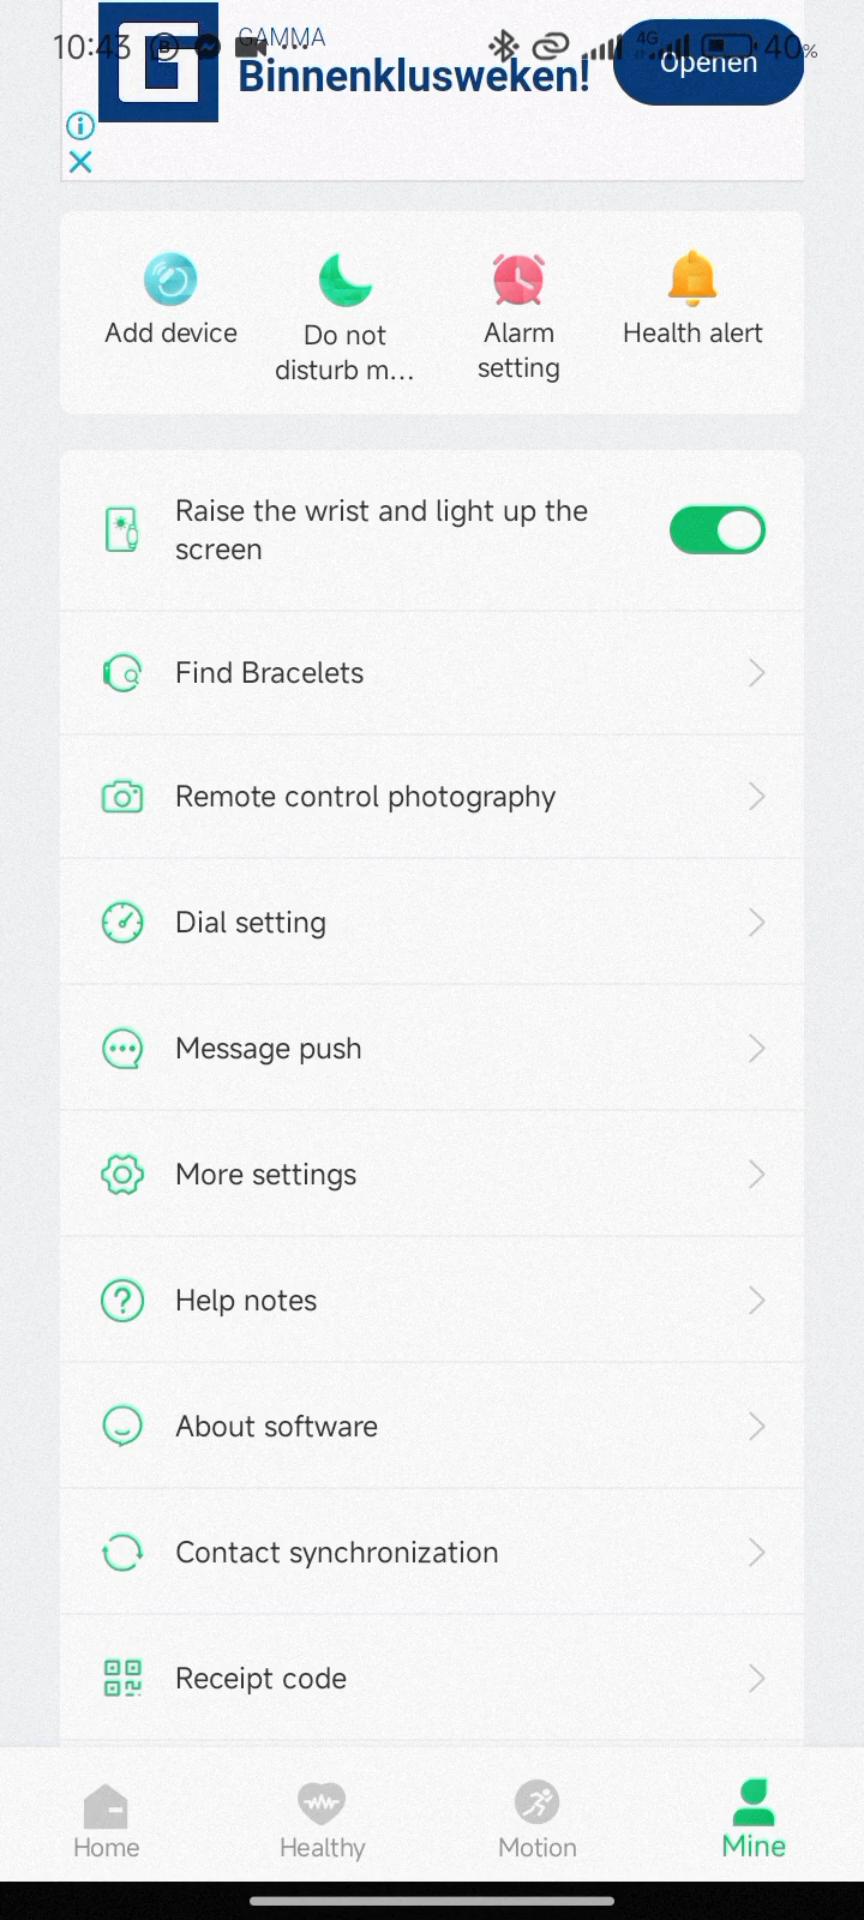 10:43
4G
40%
G
GAMMA
Binnenklusweken!
Openen
Add device
Do not
disturb m...
Alarm
setting
Health alert
Raise the wrist and light up the
screen
Find Bracelets
Remote control photography
Dial setting
Message push
More settings
Help notes
About software
Contact synchronization
Receipt code
Home
Healthy
Motion
Mine